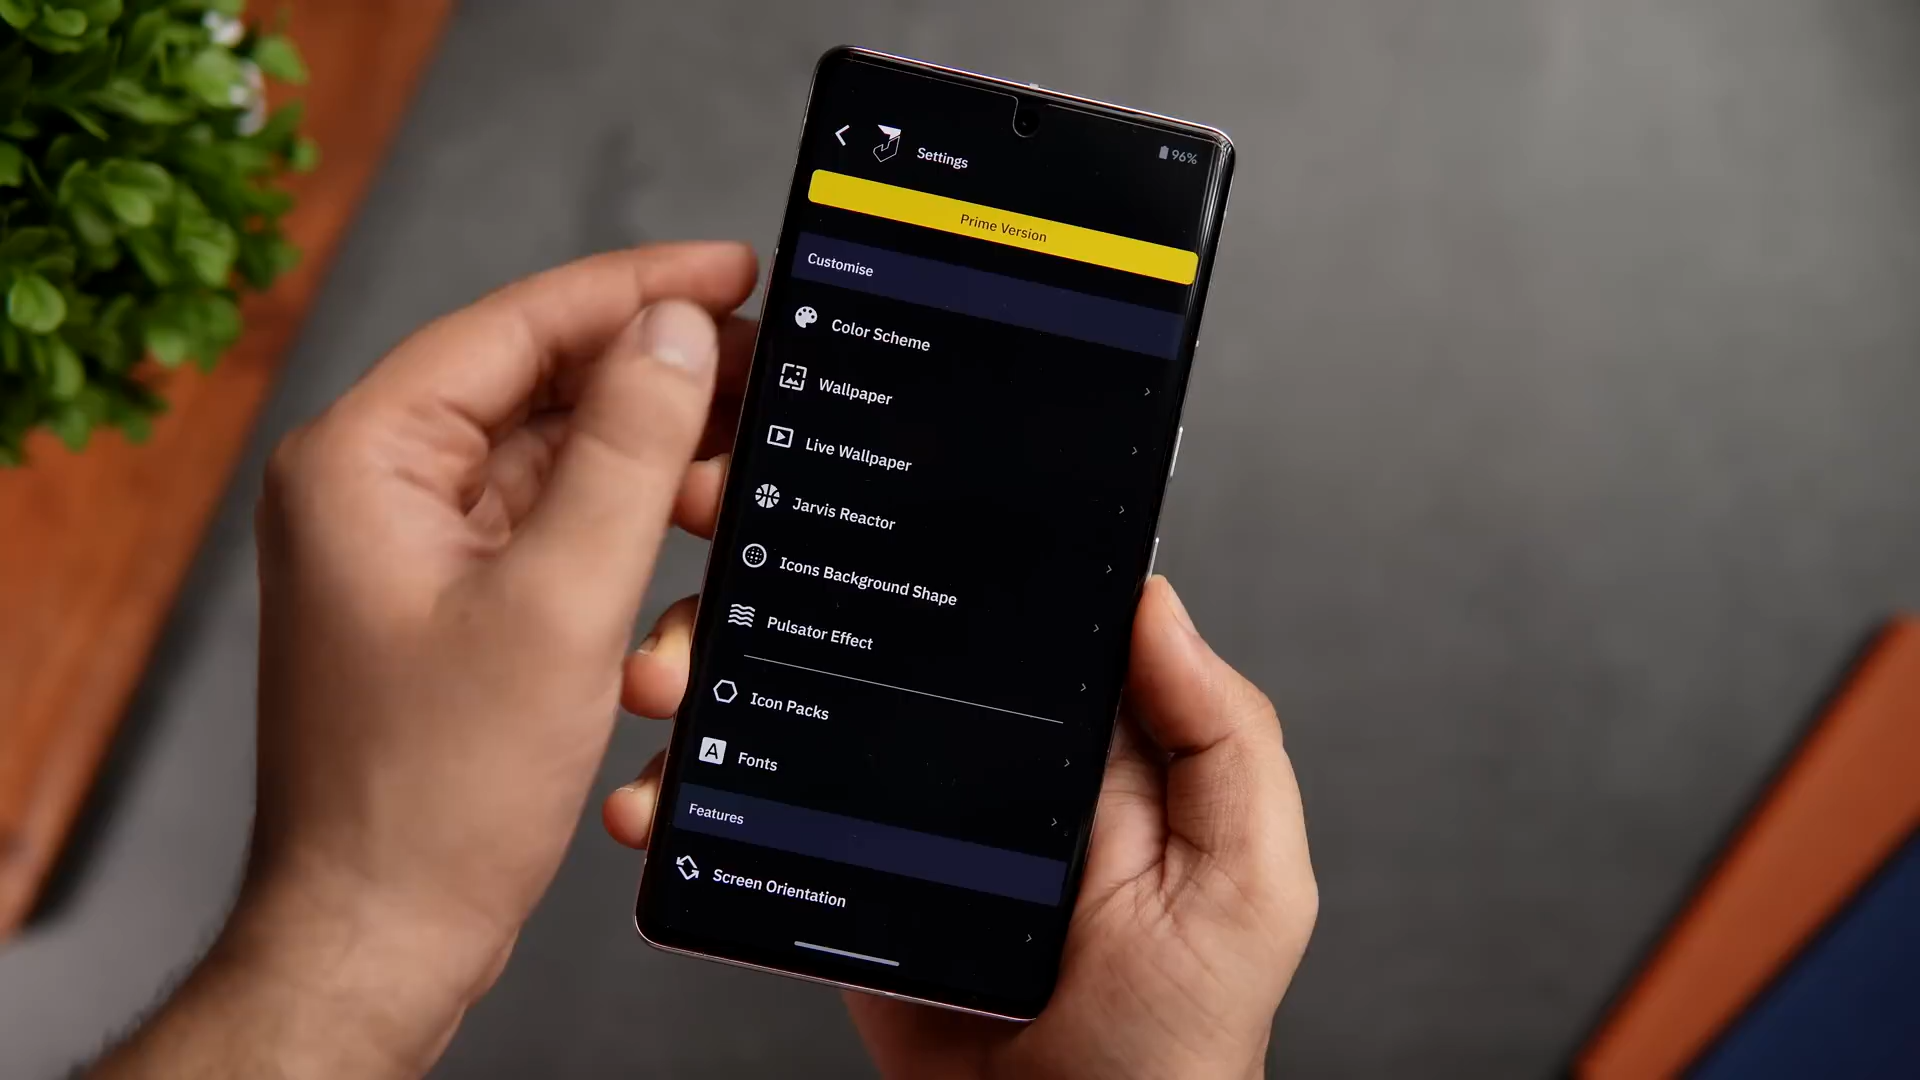 Settings
96%
Prime Version
Customise
Color Scheme
Wallpaper
Live Wallpaper
Jarvis Reactor
Icons Background Shape
Pulsator Effect
Icon Packs
A
Fonts
Features
Screen Orientation